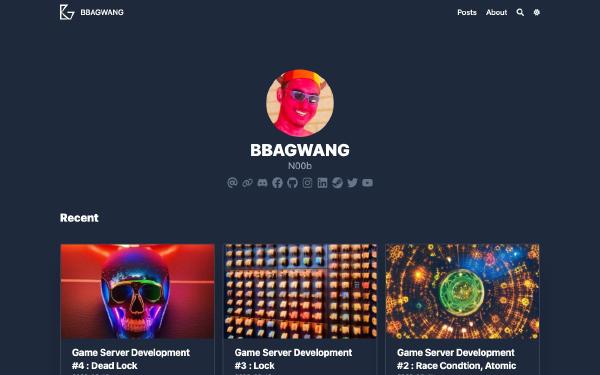 BBAGWANG
Posts
About
BBAGWANG
N00b
Recent
Game Server Development
#4 : Dead Lock
Game Server Development
#3 : Lock
Game Server Development
#2 : Race Condtion, Atomic